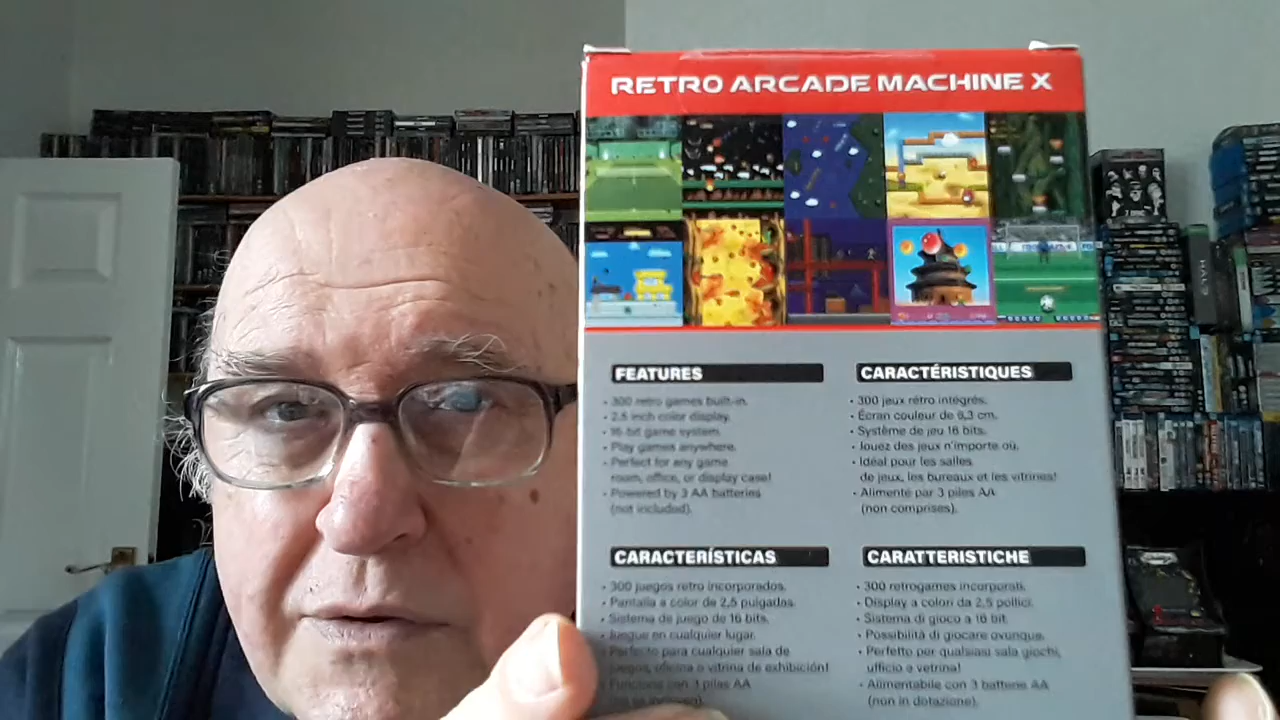 RETRO ARCADE MACHINE X
FEATURES
• 300 retro games built-in.
• 2.5 inch color display.
• 16-bit game system.
• Play games anywhere.
• Perfect for any game
room, office, or display case!
• Powered by 3 AA batteries
(not included).
CARACTÉRISTIQUES
• 300 jeux rétro intégrés.
• Écran couleur de 6,3 cm.
• Système de jeu 16 bits.
• Jouez des jeux n'importe où.
• Idéal pour les salles
de jeux, les bureaux et les vitrines!
• Alimenté par 3 piles AA
(non comprises).
CARACTERÍSTICAS
• 300 juegos retro incorporados.
• Pantalla a color de 2,5 pulgadas.
• Sistema de juego de 16 bits.
• Juegue en cualquier lugar.
• Perfecto para cualquier sala de
juegos, oficina o vitrina de exhibición!
• Funciona con 3 pilas AA
CARATTERISTICHE
• 300 retrogames incorporati.
• Display a colori da 2,5 pollici.
• Sistema di gioco a 16 bit.
• Possibilità di giocare ovunque.
• Perfetto per qualsiasi sala giochi,
ufficio e vetrina!
• Alimentabile con 3 batterie AA
(non in dotazione).